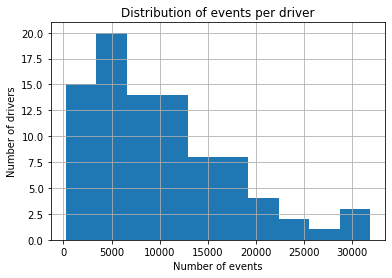 Distribution of events per driver
20.0
17.5
15.0
12.5
10.0
7.5
5.0
2.5
0.0
Number of drivers
0 5000 10000 15000 20000 25000 30000
Number of events